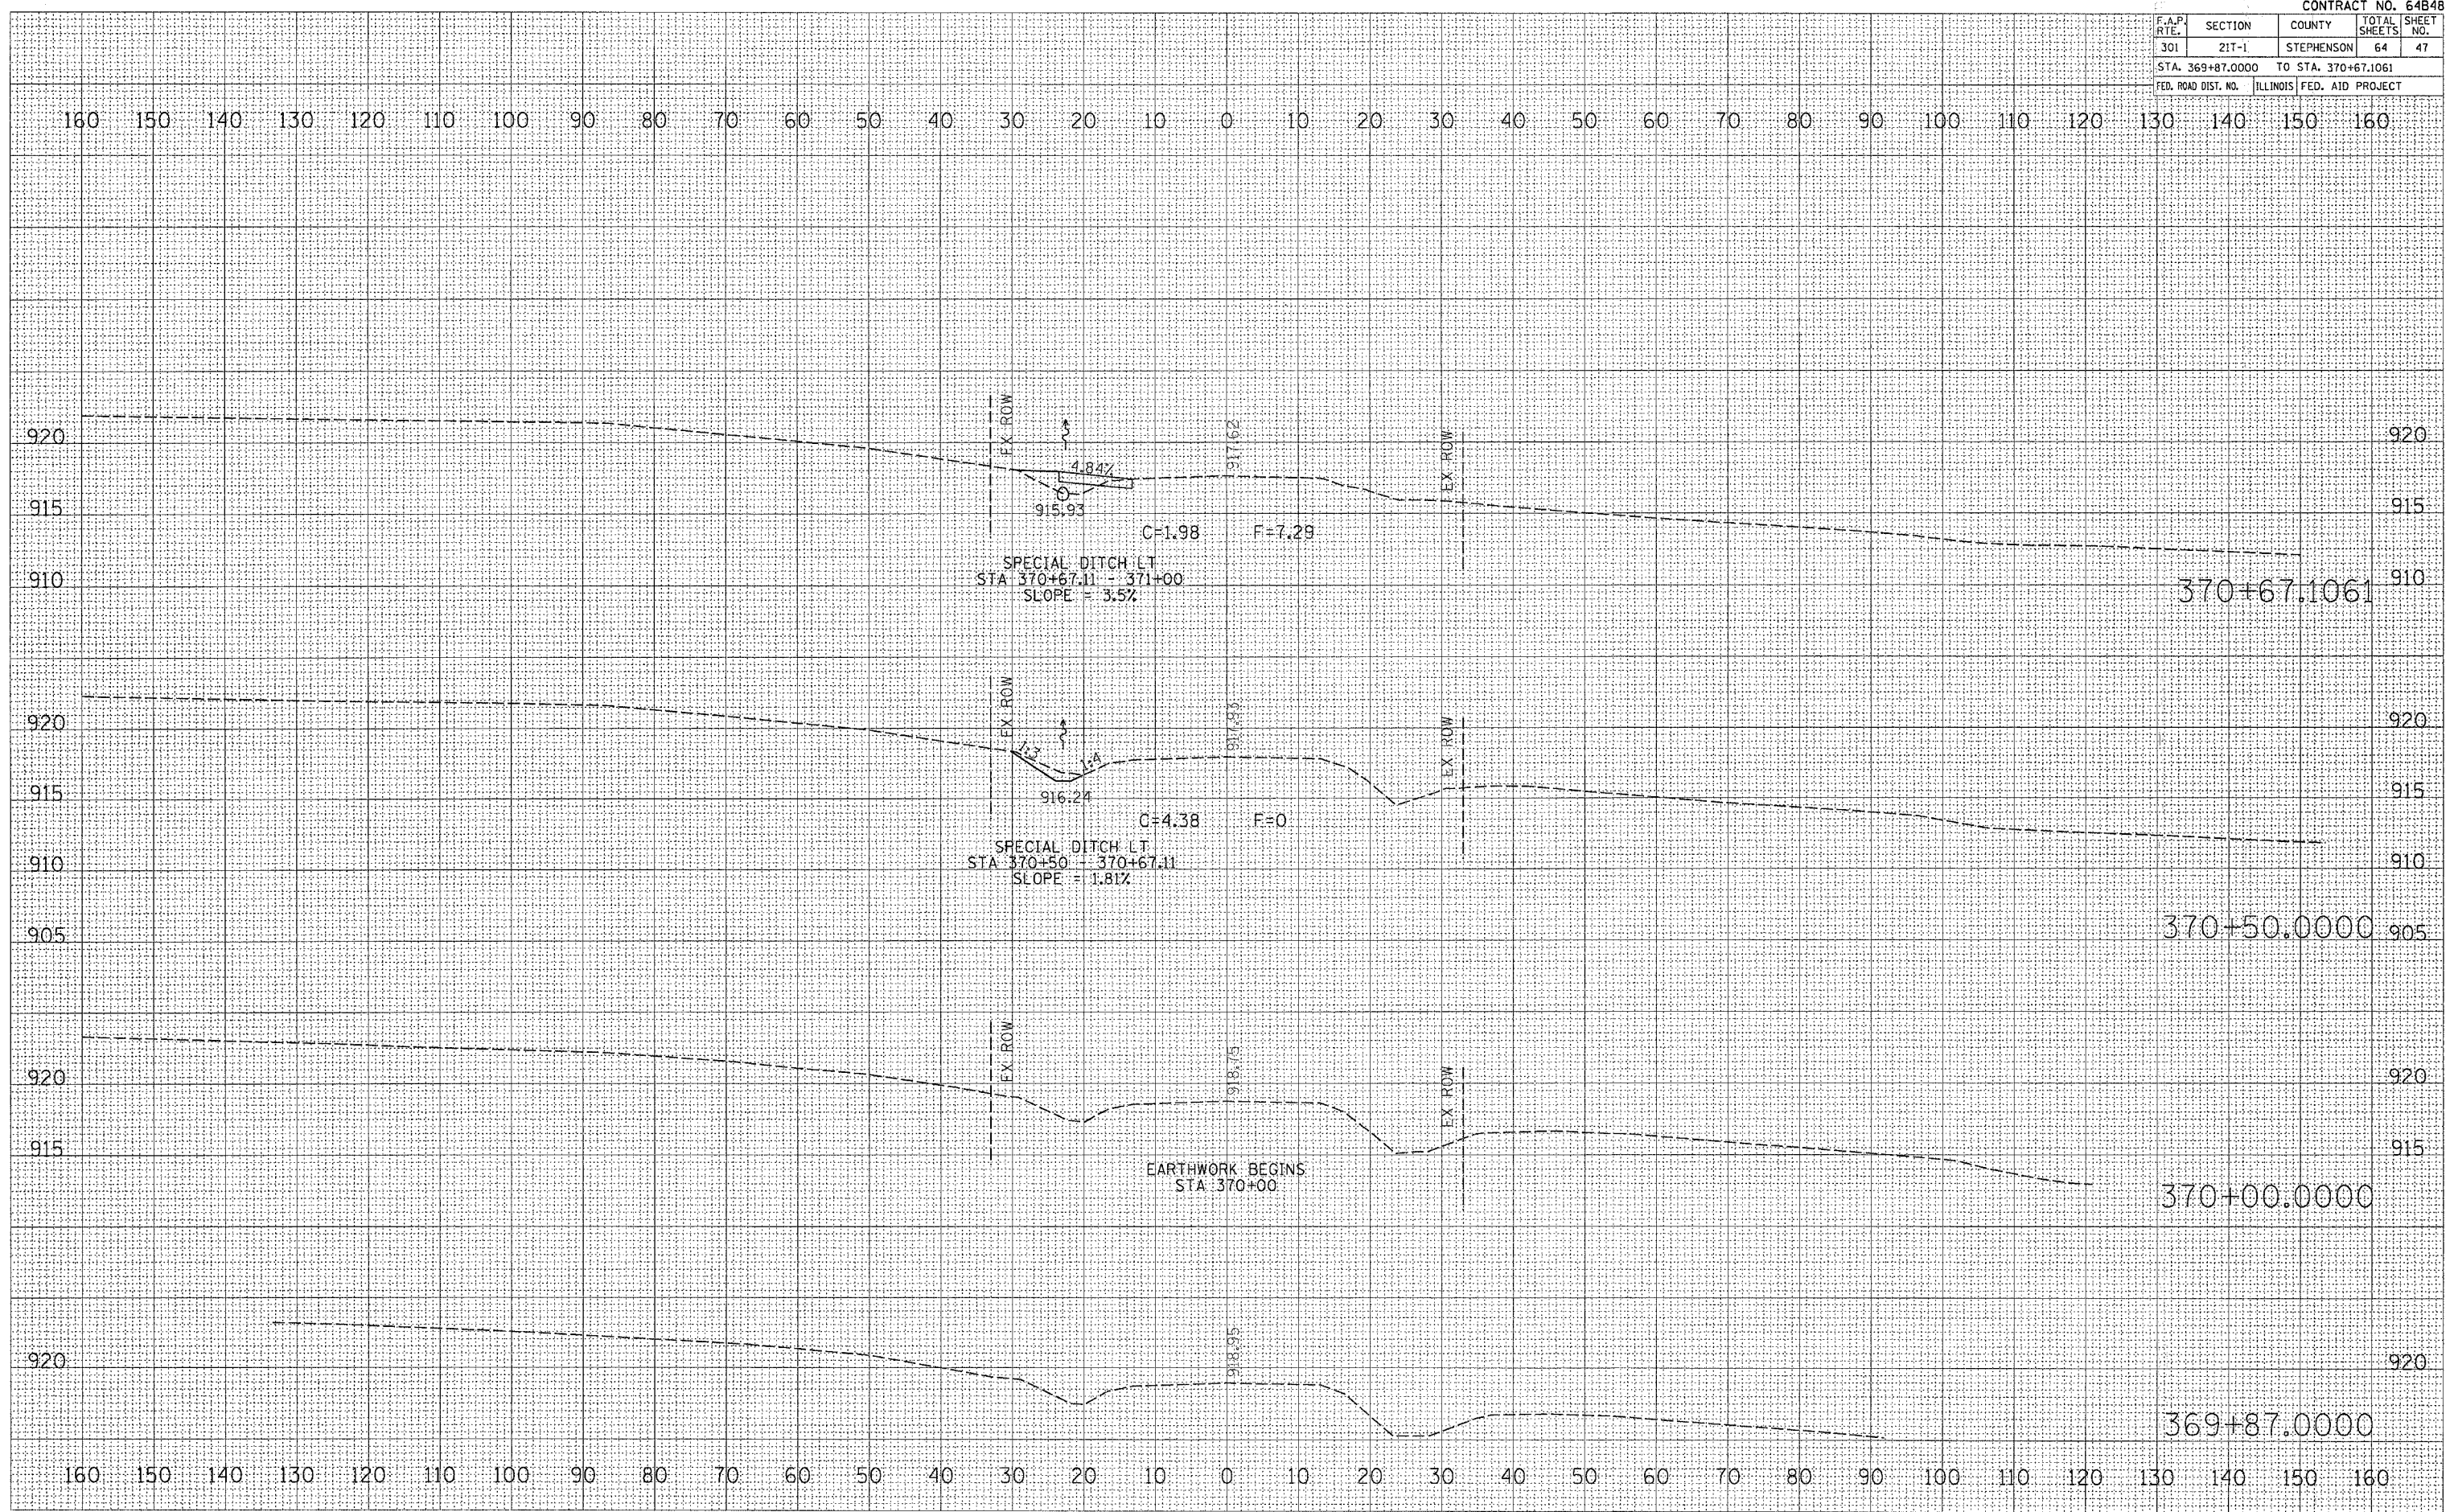 CONTRACT NO. 64B48
F.A.P. RTE. SECTION COUNTY TOTAL SHEETS SHEET NO.
301 21T-1 STEPHENSON 64 47
STA. 369+87.0000 TO STA. 370+67.1061
FED. ROAD DIST. NO. ILLINOIS FED. AID PROJECT
160 150 140 130 120 110 100 90 80 70 60 50 40 30 20 10 0 10 20 30 40 50 60 70 80 90 100 110 120 130 140 150 160
EX ROW
917.62
EX ROW
920 920
4.84%
915 915
915.93
C=1.98 F=7.29
SPECIAL DITCH LT
STA 370+67.11 - 371+00
SLOPE = 3.5%
910 910
370+67.1061
EX ROW
917.93
EX ROW
920 920
1:3 1:4
915 915
916.24
C=4.38 F=0
SPECIAL DITCH LT
STA 370+50 - 370+67.11
SLOPE = 1.81%
910 910
905 905
370+50.0000
EX ROW
918.75
EX ROW
920 920
915 915
EARTHWORK BEGINS
STA 370+00
370+00.0000
918.95
920 920
369+87.0000
160 150 140 130 120 110 100 90 80 70 60 50 40 30 20 10 0 10 20 30 40 50 60 70 80 90 100 110 120 130 140 150 160